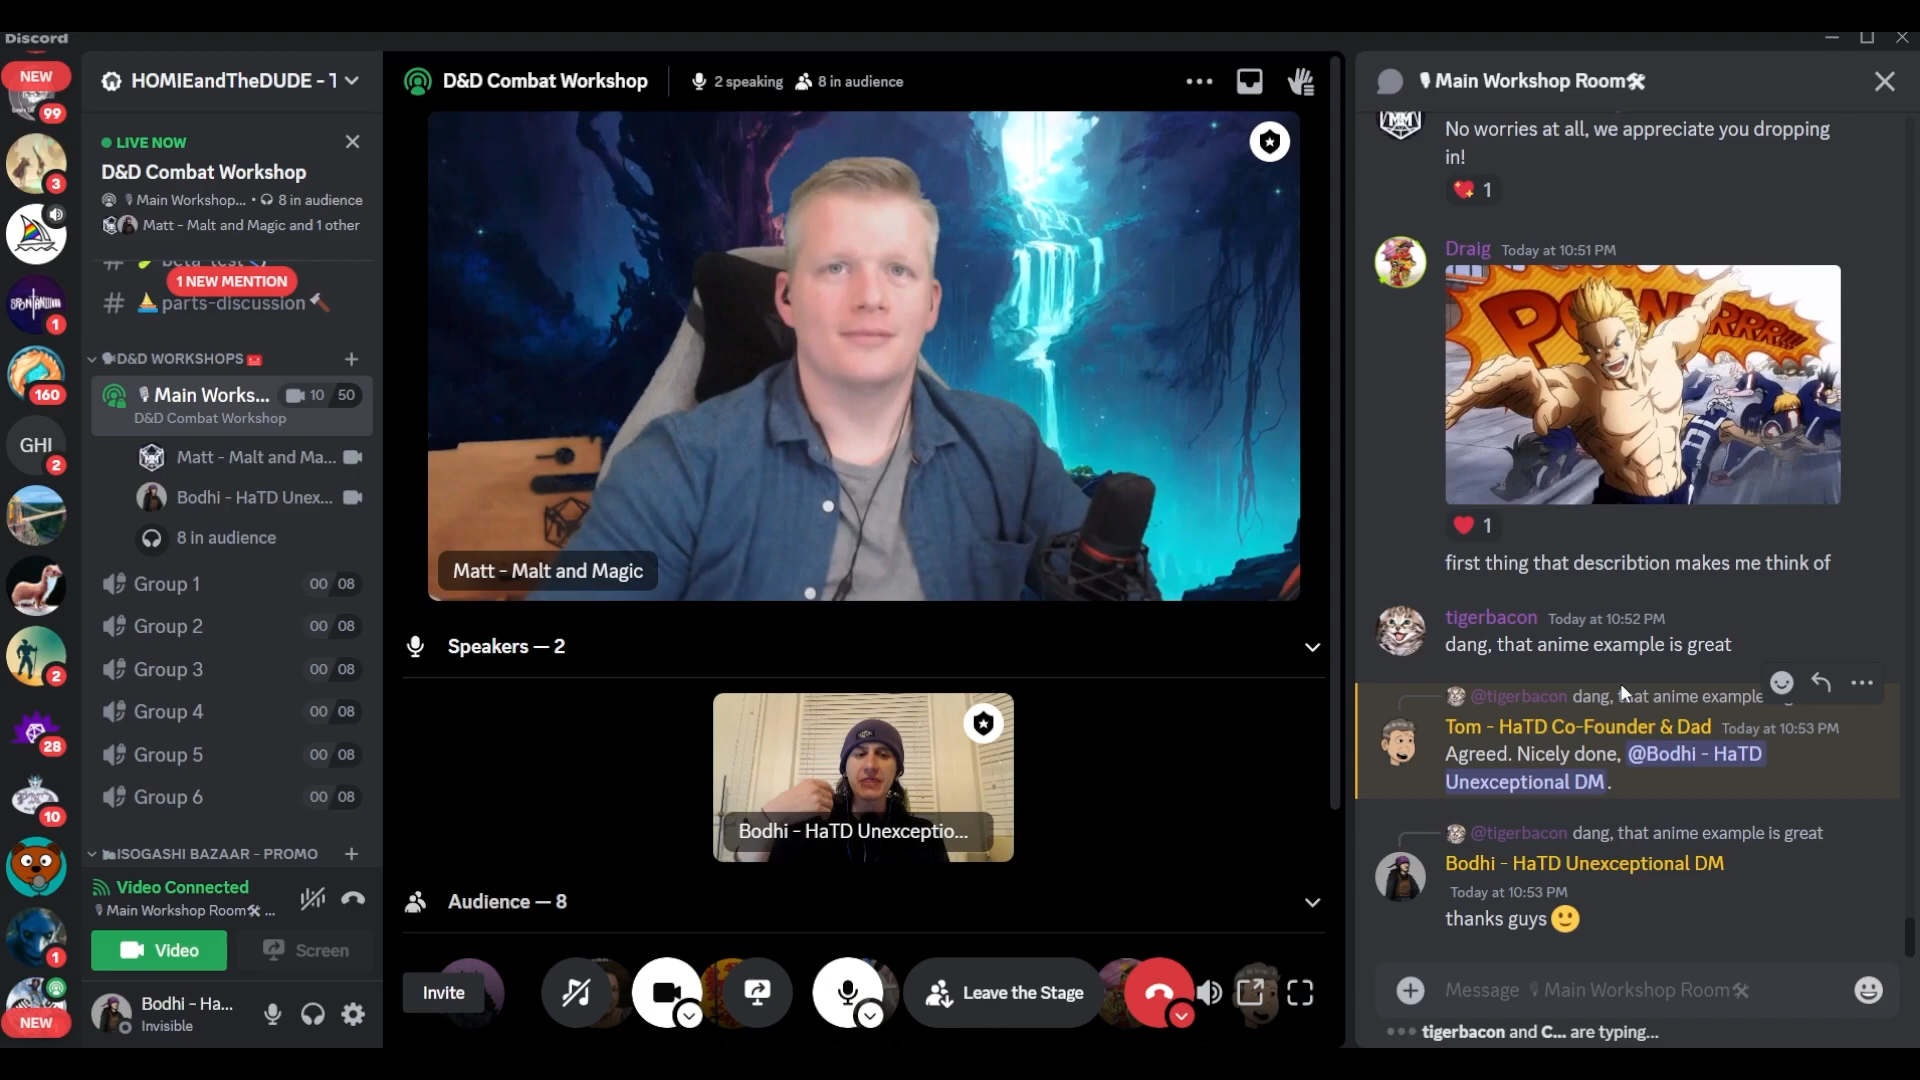 Discord
NEW
99
3
1
160
GHI
2
2
28
10
1
NEW
HOMIEandTheDUDE - 1
LIVE NOW
D&D Combat Workshop
Main Workshop... • 8 in audience
Matt - Malt and Magic and 1 other
beta-test
1 NEW MENTION
parts-discussion
D&D WORKSHOPS
Main Works... 10 50
D&D Combat Workshop
Matt - Malt and Ma...
Bodhi - HaTD Unex...
8 in audience
Group 1 00 08
Group 2 00 08
Group 3 00 08
Group 4 00 08
Group 5 00 08
Group 6 00 08
ISOGASHI BAZAAR - PROMO
Video Connected
Main Workshop Room ...
Video Screen
Bodhi - Ha...
Invisible
D&D Combat Workshop 2 speaking 8 in audience
Matt - Malt and Magic
Speakers — 2
Bodhi - HaTD Unexceptio...
Audience — 8
Invite
Leave the Stage
Main Workshop Room
No worries at all, we appreciate you dropping
in!
1
Draig Today at 10:51 PM
1
first thing that describtion makes me think of
tigerbacon Today at 10:52 PM
dang, that anime example is great
@tigerbacon dang, that anime example
Tom - HaTD Co-Founder & Dad Today at 10:53 PM
Agreed. Nicely done, @Bodhi - HaTD
Unexceptional DM.
@tigerbacon dang, that anime example is great
Bodhi - HaTD Unexceptional DM
Today at 10:53 PM
thanks guys
Message Main Workshop Room
tigerbacon and C... are typing...